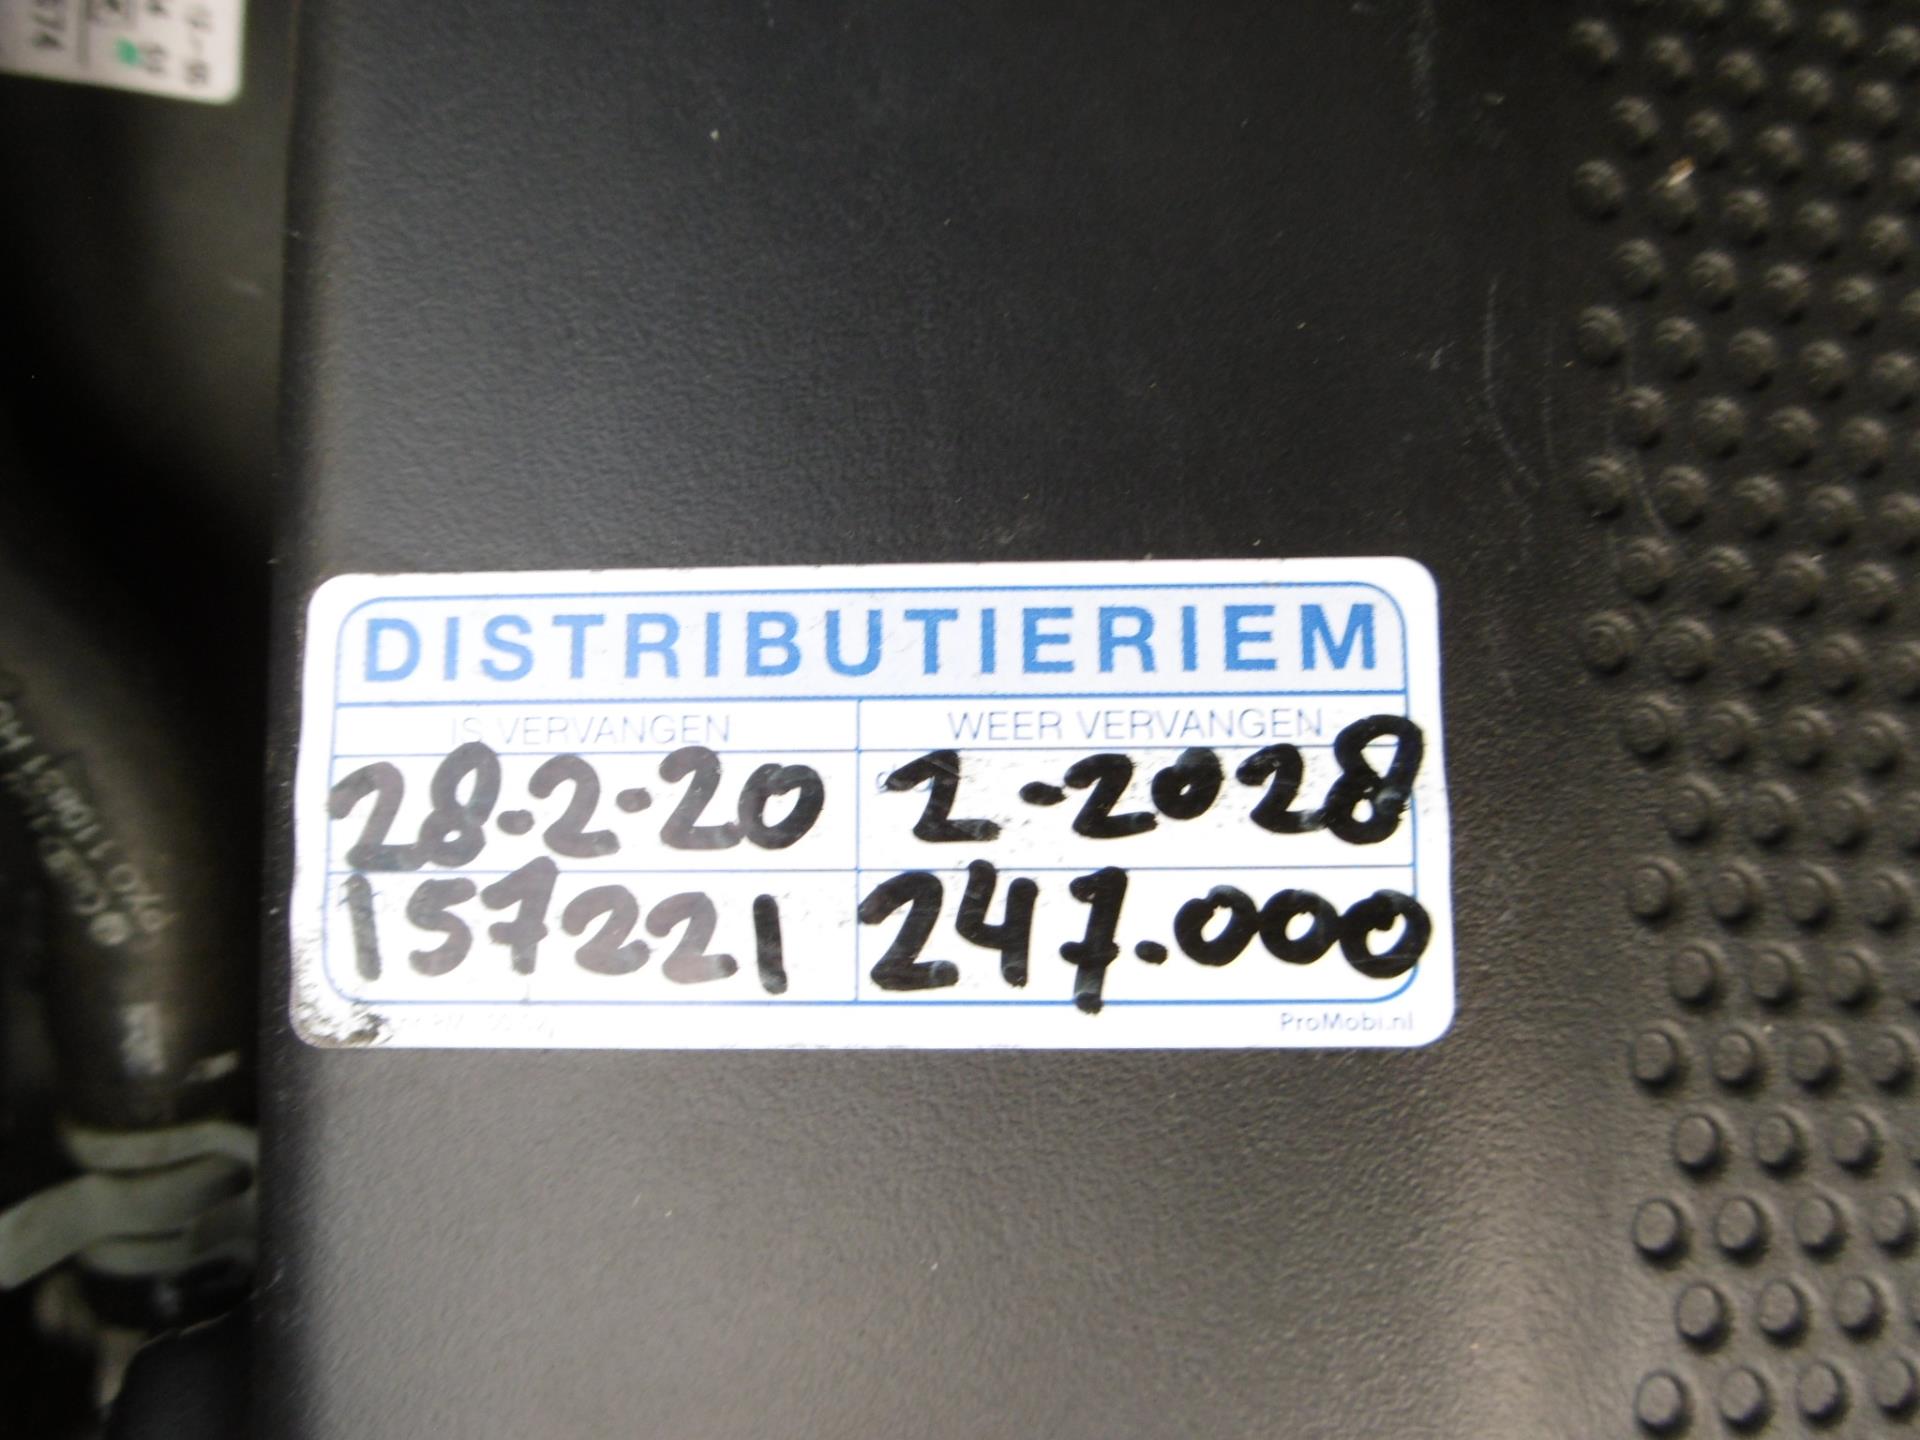 DISTRIBUTIERIEM
IS VERVANGEN
WEER VERVANGEN
28-2-20
2-2028
157221
247.000
ProMobi.nl